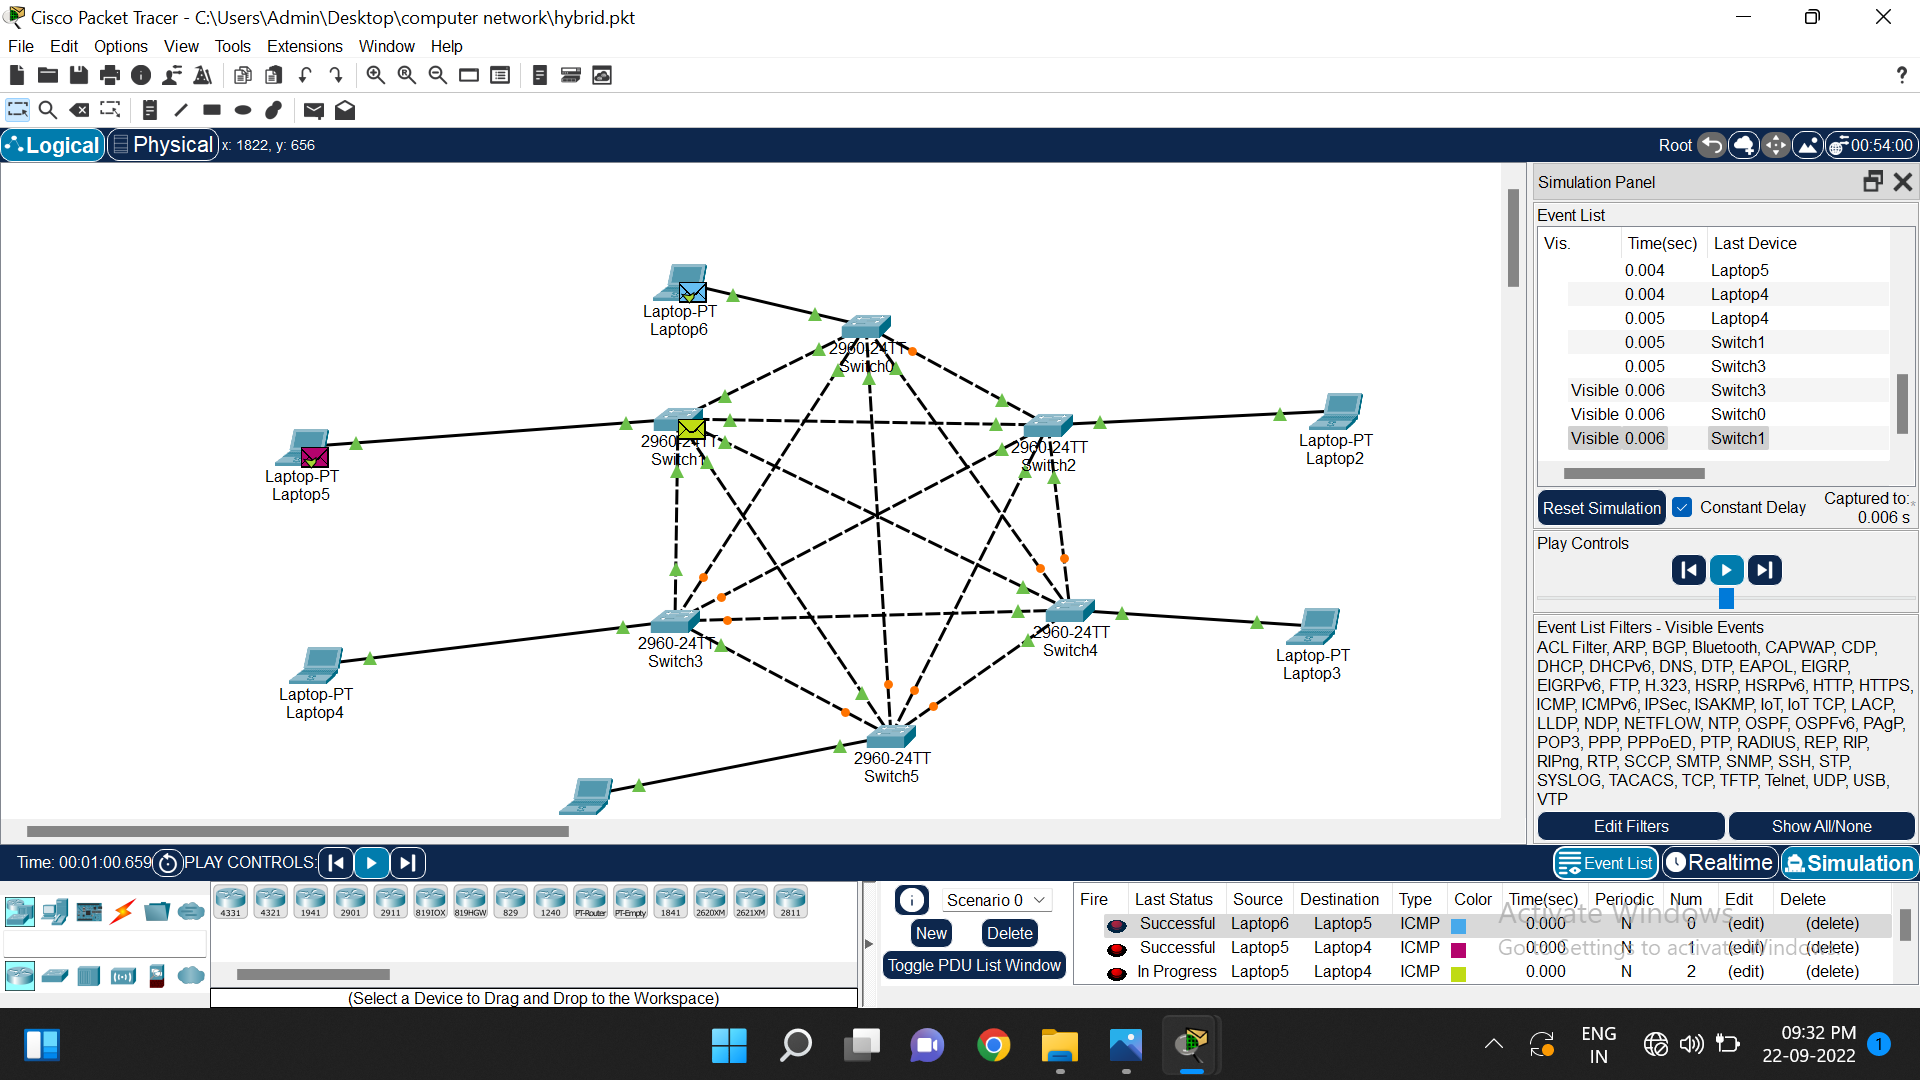 Cisco Packet Tracer - C:\Users\Admin\Desktop\computer network\hybrid.pkt
File Edit Options View Tools Extensions Window Help
?
Logical Physical x: 1822, y: 656 Root 00:54:00
Simulation Panel
Event List
Vis. Time(sec) Last Device
0.004 Laptop5
0.004 Laptop4
0.005 Laptop4
0.005 Switch1
0.005 Switch3
Visible 0.006 Switch3
Visible 0.006 Switch0
Visible 0.006 Switch1
Reset Simulation Constant Delay Captured to:
0.006 s
Play Controls
Event List Filters - Visible Events
ACL Filter, ARP, BGP, Bluetooth, CAPWAP, CDP,
DHCP, DHCPv6, DNS, DTP, EAPOL, EIGRP,
EIGRPv6, FTP, H.323, HSRP, HSRPv6, HTTP, HTTPS,
ICMP, ICMPv6, IPSec, ISAKMP, IoT, IoT TCP, LACP,
LLDP, NDP, NETFLOW, NTP, OSPF, OSPFv6, PAgP,
POP3, PPP, PPPoED, PTP, RADIUS, REP, RIP,
RIPng, RTP, SCCP, SMTP, SNMP, SSH, STP,
SYSLOG, TACACS, TCP, TFTP, Telnet, UDP, USB,
VTP
Edit Filters Show All/None
Laptop-PT
Laptop6
2960-24TT
Switch0
2960-24TT
Switch1
2960-24TT
Switch2
Laptop-PT
Laptop2
Laptop-PT
Laptop5
2960-24TT
Switch3
2960-24TT
Switch4
Laptop-PT
Laptop3
Laptop-PT
Laptop4
2960-24TT
Switch5
Time: 00:01:00.659 PLAY CONTROLS: Event List Realtime Simulation
4331 4321 1941 2901 2911 819IOX 819HGW 829 1240 PT-Router PT-Empty 1841 2620XM 2621XM 2811
(Select a Device to Drag and Drop to the Workspace)
Scenario 0
New Delete
Toggle PDU List Window
Fire Last Status Source Destination Type Color Time(sec) Periodic Num Edit Delete
Successful Laptop6 Laptop5 ICMP 0.000 N 0 (edit) (delete)
Successful Laptop5 Laptop4 ICMP 0.000 N 1 (edit) (delete)
In Progress Laptop5 Laptop4 ICMP 0.000 N 2 (edit) (delete)
Activate Windows
Go to Settings to activate Windows.
ENG
IN
09:32 PM
22-09-2022
1